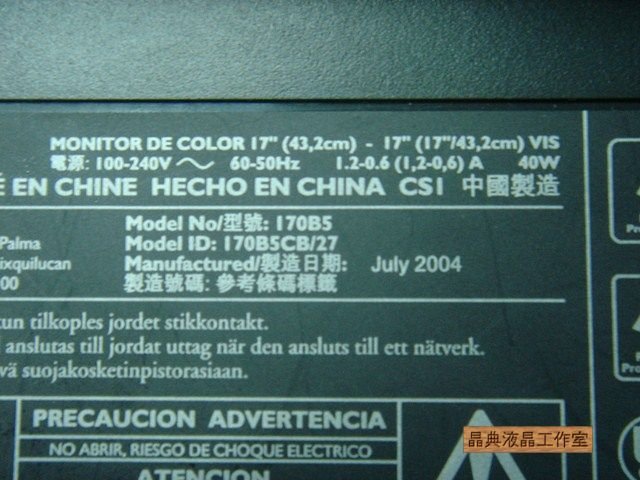 MONITOR DE COLOR 17" (43,2cm) - 17" (17"/43,2cm) VIS
電源: 100-240V ～ 60-50Hz 1.2-0.6 (1,2-0,6) A 40W
EN CHINE HECHO EN CHINA CSI 中國製造
Model No/型號: 170B5
Palma
Model ID: 170B5CB/27
ixquilucan
Manufactured/製造日期: July 2004
00
製造號碼: 參考條碼標籤
tun tilkoples jordet stikkontakt.
anslutas till jordat uttag när den ansluts till ett nätverk.
vä suojakosketinpistorasiaan.
PRECAUCION ADVERTENCIA
NO ABRIR, RIESGO DE CHOQUE ELECTRICO
ATENCION
晶典液晶工作室